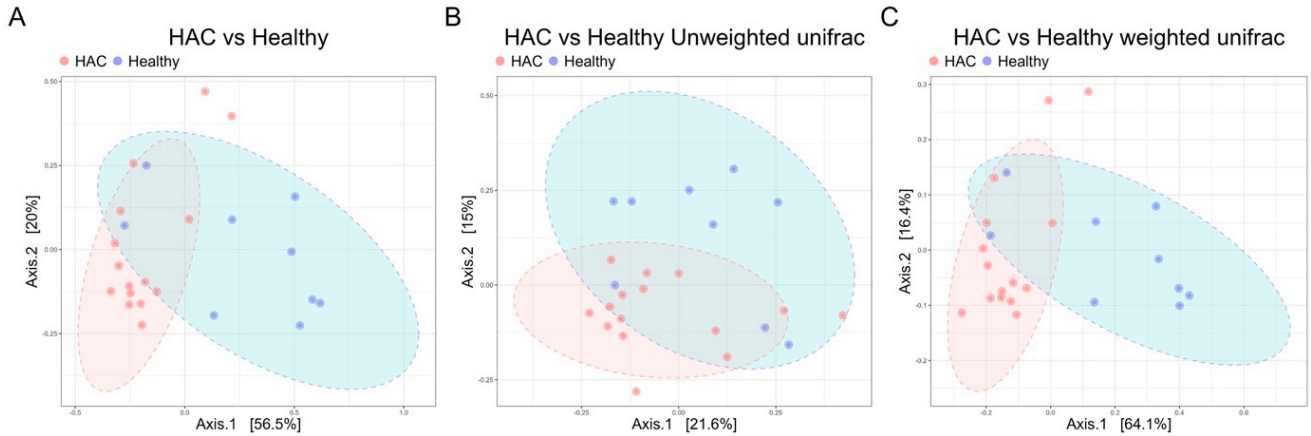 A
HAC vs Healthy
HAC Healthy
0.50
0.25
0.00
-0.25
Axis.2 [20%]
-0.5 0.0 0.5 1.0
Axis.1 [56.5%]
B
HAC vs Healthy Unweighted unifrac
HAC Healthy
0.50
0.25
0.00
-0.25
Axis.2 [15%]
-0.25 0.00 0.25
Axis.1 [21.6%]
C
HAC vs Healthy weighted unifrac
HAC Healthy
0.3
0.2
0.1
0.0
-0.1
-0.2
Axis.2 [16.4%]
-0.2 0.0 0.2 0.4 0.6
Axis.1 [64.1%]